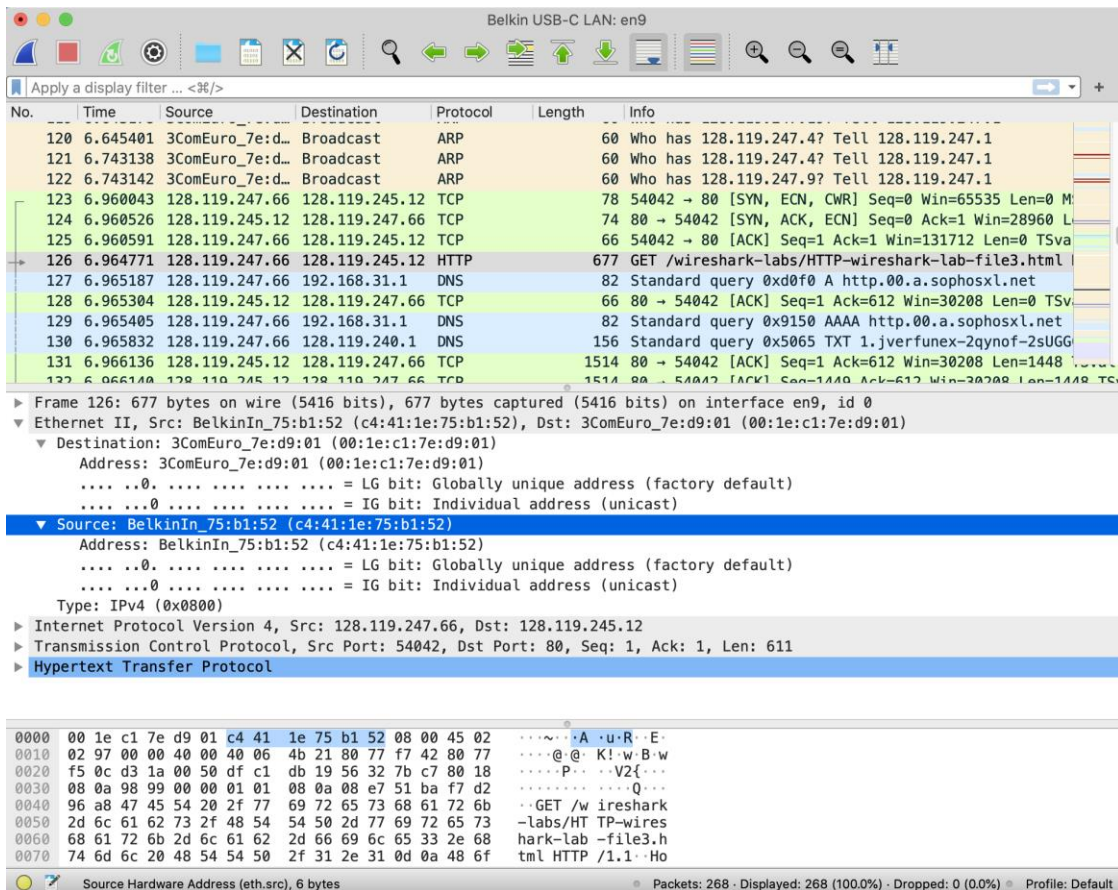 Belkin USB-C LAN: en9
Apply a display filter ... <⌘/>
+
No. Time Source Destination Protocol Length Info
120 6.645401 3ComEuro_7e:d… Broadcast ARP 60 Who has 128.119.247.4? Tell 128.119.247.1
121 6.743138 3ComEuro_7e:d… Broadcast ARP 60 Who has 128.119.247.4? Tell 128.119.247.1
122 6.743142 3ComEuro_7e:d… Broadcast ARP 60 Who has 128.119.247.9? Tell 128.119.247.1
123 6.960043 128.119.247.66 128.119.245.12 TCP 78 54042 → 80 [SYN, ECN, CWR] Seq=0 Win=65535 Len=0
124 6.960526 128.119.245.12 128.119.247.66 TCP 74 80 → 54042 [SYN, ACK, ECN] Seq=0 Ack=1 Win=28960
125 6.960591 128.119.247.66 128.119.245.12 TCP 66 54042 → 80 [ACK] Seq=1 Ack=1 Win=131712 Len=0 TSva
126 6.964771 128.119.247.66 128.119.245.12 HTTP 677 GET /wireshark-labs/HTTP-wireshark-lab-file3.html
127 6.965187 128.119.247.66 192.168.31.1 DNS 82 Standard query 0xd0f0 A http.00.a.sophosxl.net
128 6.965304 128.119.245.12 128.119.247.66 TCP 66 80 → 54042 [ACK] Seq=1 Ack=612 Win=30208 Len=0
129 6.965405 128.119.247.66 192.168.31.1 DNS 82 Standard query 0x9150 AAAA http.00.a.sophosxl.net
130 6.965832 128.119.247.66 128.119.240.1 DNS 156 Standard query 0x5065 TXT 1.jverfunex-2qynof-2sUGG
131 6.966136 128.119.245.12 128.119.247.66 TCP 1514 80 → 54042 [ACK] Seq=1 Ack=612 Win=30208 Len=1448
132 6.966140 128.119.245.12 128.119.247.66 TCP 1514 80 → 54042 [ACK] Seq=1449 Ack=612 Win=30208 Len=1448
Frame 126: 677 bytes on wire (5416 bits), 677 bytes captured (5416 bits) on interface en9, id 0
Ethernet II, Src: BelkinIn_75:b1:52 (c4:41:1e:75:b1:52), Dst: 3ComEuro_7e:d9:01 (00:1e:c1:7e:d9:01)
Destination: 3ComEuro_7e:d9:01 (00:1e:c1:7e:d9:01)
Address: 3ComEuro_7e:d9:01 (00:1e:c1:7e:d9:01)
.... ..0. .... .... .... .... = LG bit: Globally unique address (factory default)
.... ...0 .... .... .... .... = IG bit: Individual address (unicast)
Source: BelkinIn_75:b1:52 (c4:41:1e:75:b1:52)
Address: BelkinIn_75:b1:52 (c4:41:1e:75:b1:52)
.... ..0. .... .... .... .... = LG bit: Globally unique address (factory default)
.... ...0 .... .... .... .... = IG bit: Individual address (unicast)
Type: IPv4 (0x0800)
Internet Protocol Version 4, Src: 128.119.247.66, Dst: 128.119.245.12
Transmission Control Protocol, Src Port: 54042, Dst Port: 80, Seq: 1, Ack: 1, Len: 611
Hypertext Transfer Protocol
0000 00 1e c1 7e d9 01 c4 41 1e 75 b1 52 08 00 45 02 ···~···A ·u·R··E·
0010 02 97 00 00 40 00 40 06 4b 21 80 77 f7 42 80 77 ····@·@· K!·w·B·w
0020 f5 0c d3 1a 00 50 df c1 db 19 56 32 7b c7 80 18 ·····P·· ··V2{···
0030 08 0a 98 99 00 00 01 01 08 0a 08 e7 51 ba f7 d2 ········ ····Q···
0040 96 a8 47 45 54 20 2f 77 69 72 65 73 68 61 72 6b ··GET /w ireshark
0050 2d 6c 61 62 73 2f 48 54 54 50 2d 77 69 72 65 73 -labs/HT TP-wires
0060 68 61 72 6b 2d 6c 61 62 2d 66 69 6c 65 33 2e 68 hark-lab -file3.h
0070 74 6d 6c 20 48 54 54 50 2f 31 2e 31 0d 0a 48 6f tml HTTP /1.1··Ho
Source Hardware Address (eth.src), 6 bytes Packets: 268 · Displayed: 268 (100.0%) · Dropped: 0 (0.0%) Profile: Default